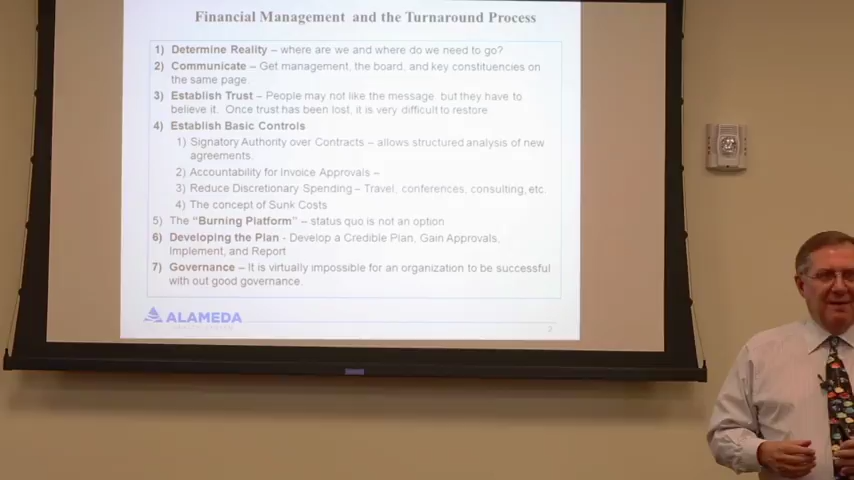 Financial Management and the Turnaround Process
1) Determine Reality – where are we and where do we need to go?
2) Communicate – Get management, the board, and key constituencies on
the same page.
3) Establish Trust – People may not like the message, but they have to
believe it. Once trust has been lost, it is very difficult to restore.
4) Establish Basic Controls
1) Signatory Authority over Contracts – allows structured analysis of new
agreements.
2) Accountability for Invoice Approvals –
3) Reduce Discretionary Spending – Travel, conferences, consulting, etc.
4) The concept of Sunk Costs
5) The "Burning Platform" – status quo is not an option
6) Developing the Plan - Develop a Credible Plan, Gain Approvals,
Implement, and Report
7) Governance – It is virtually impossible for an organization to be successful
with out good governance.
ALAMEDA
HEALTH SYSTEM
2